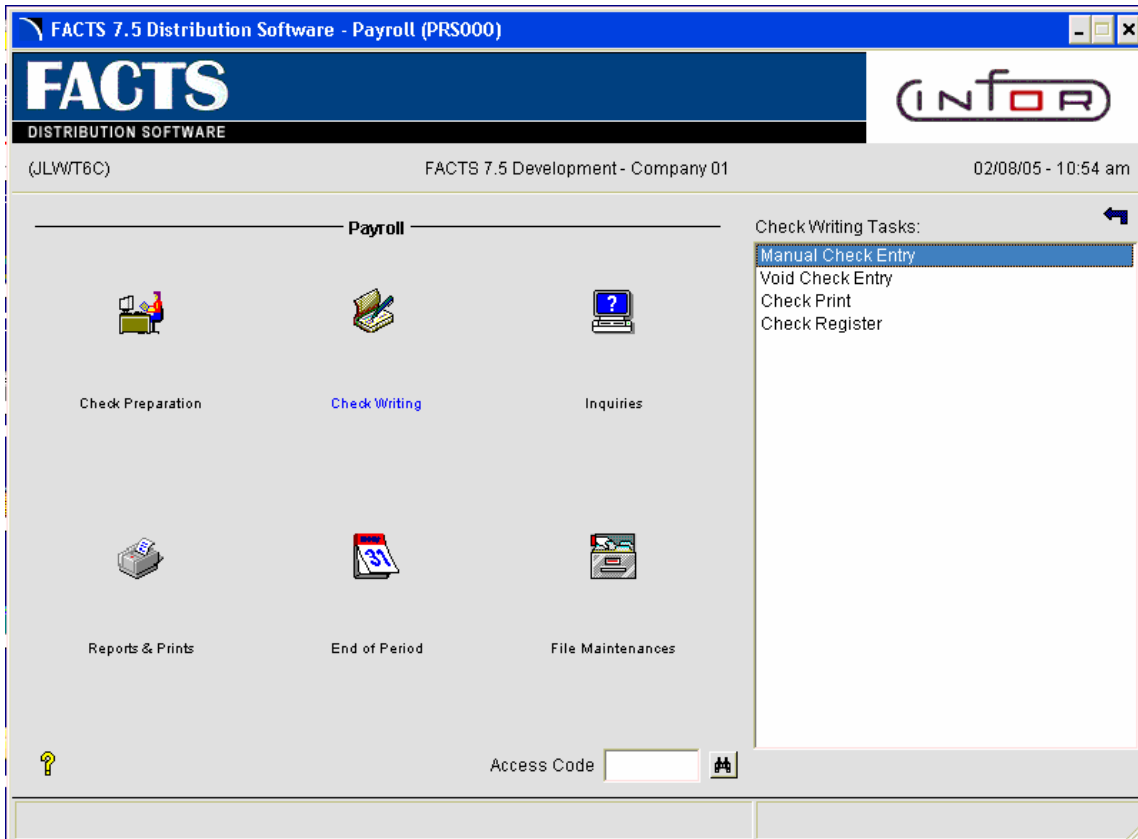 FACTS 7.5 Distribution Software - Payroll (PRS000)
FACTS
DISTRIBUTION SOFTWARE
infor
(JLW/T6C)
FACTS 7.5 Development - Company 01
02/08/05 - 10:54 am
Payroll
Check Preparation
Check Writing
Inquiries
Reports & Prints
31
End of Period
File Maintenances
Access Code
Check Writing Tasks:
Manual Check Entry
Void Check Entry
Check Print
Check Register